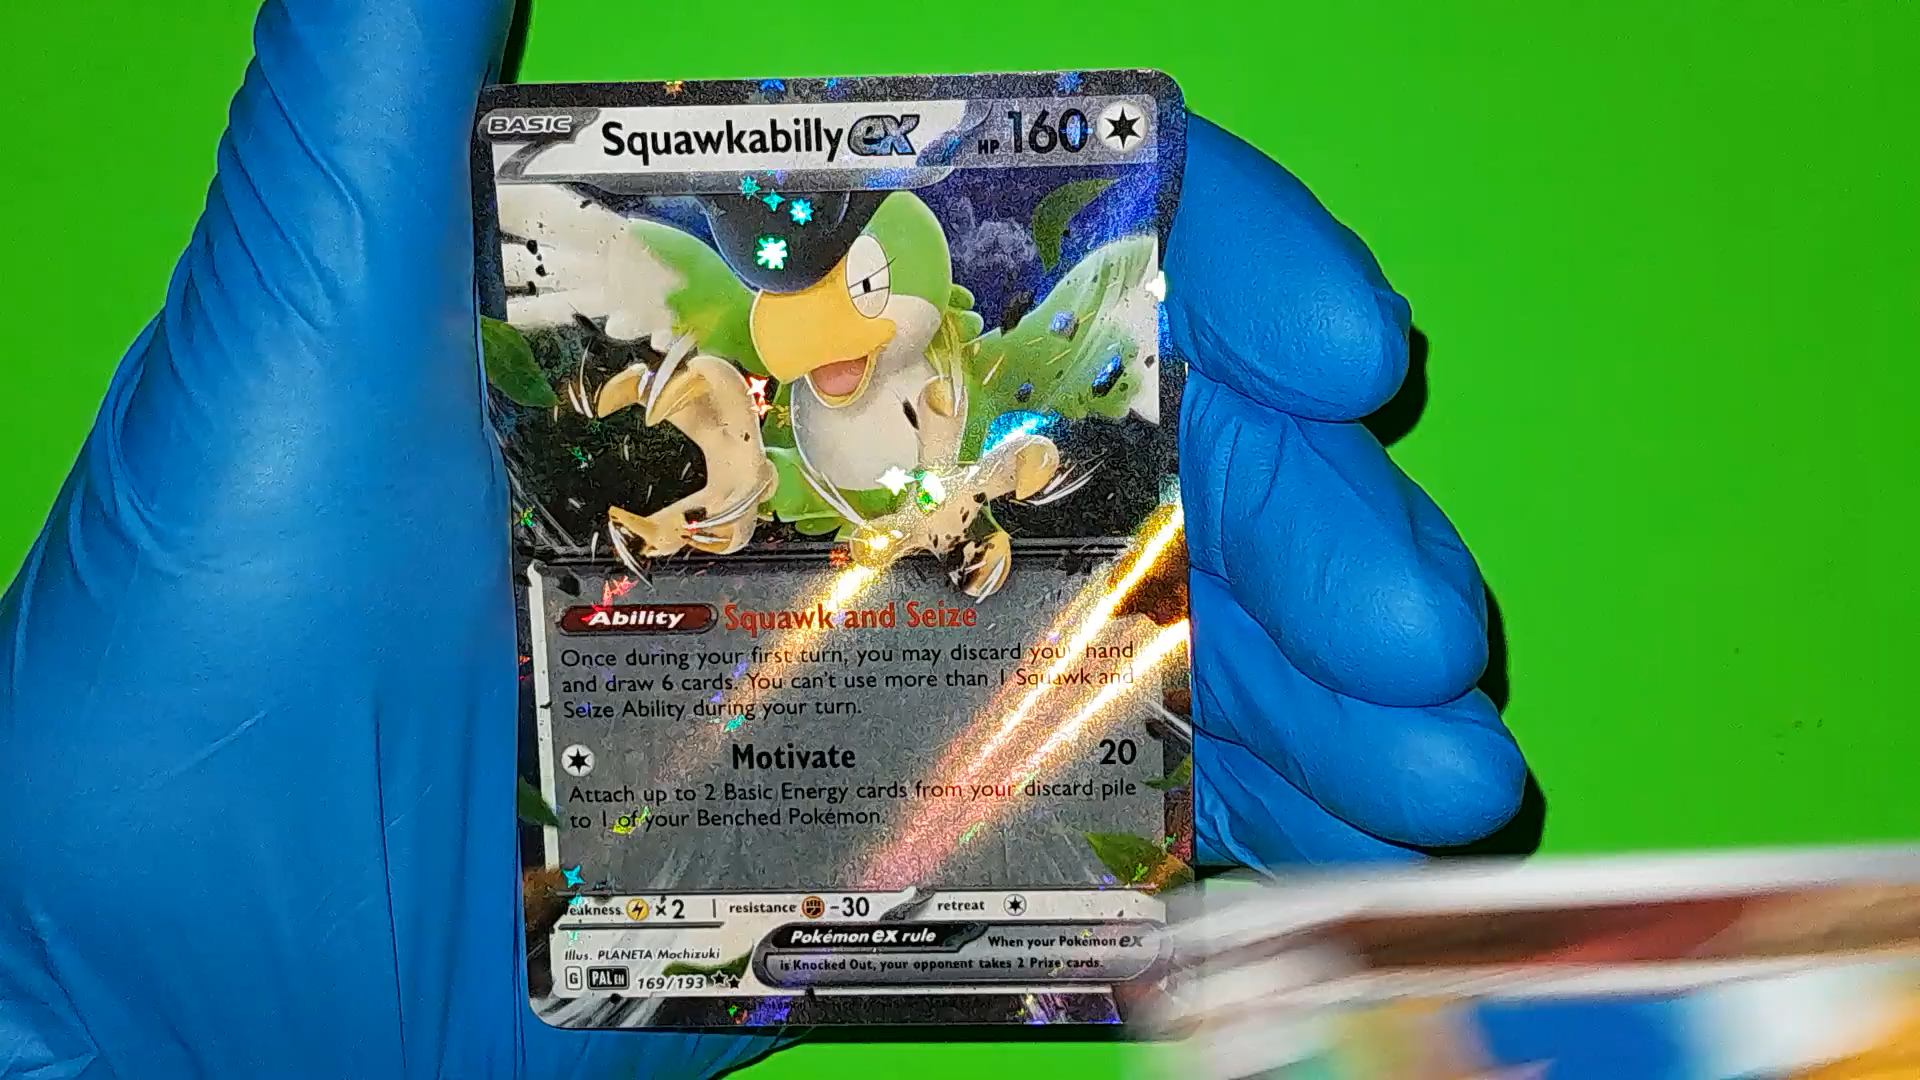 BASIC Squawkabilly ex HP 160
Ability Squawk and Seize
Once during your first turn, you may discard your hand
and draw 6 cards. You can't use more than 1 Squawk and
Seize Ability during your turn.
Motivate 20
Attach up to 2 Basic Energy cards from your discard pile
to 1 of your Benched Pokémon.
weakness ×2 resistance -30 retreat
Illus. PLANETA Mochizuki
Pokémon ex rule When your Pokémon ex
is Knocked Out, your opponent takes 2 Prize cards.
G PAL EN 169/193